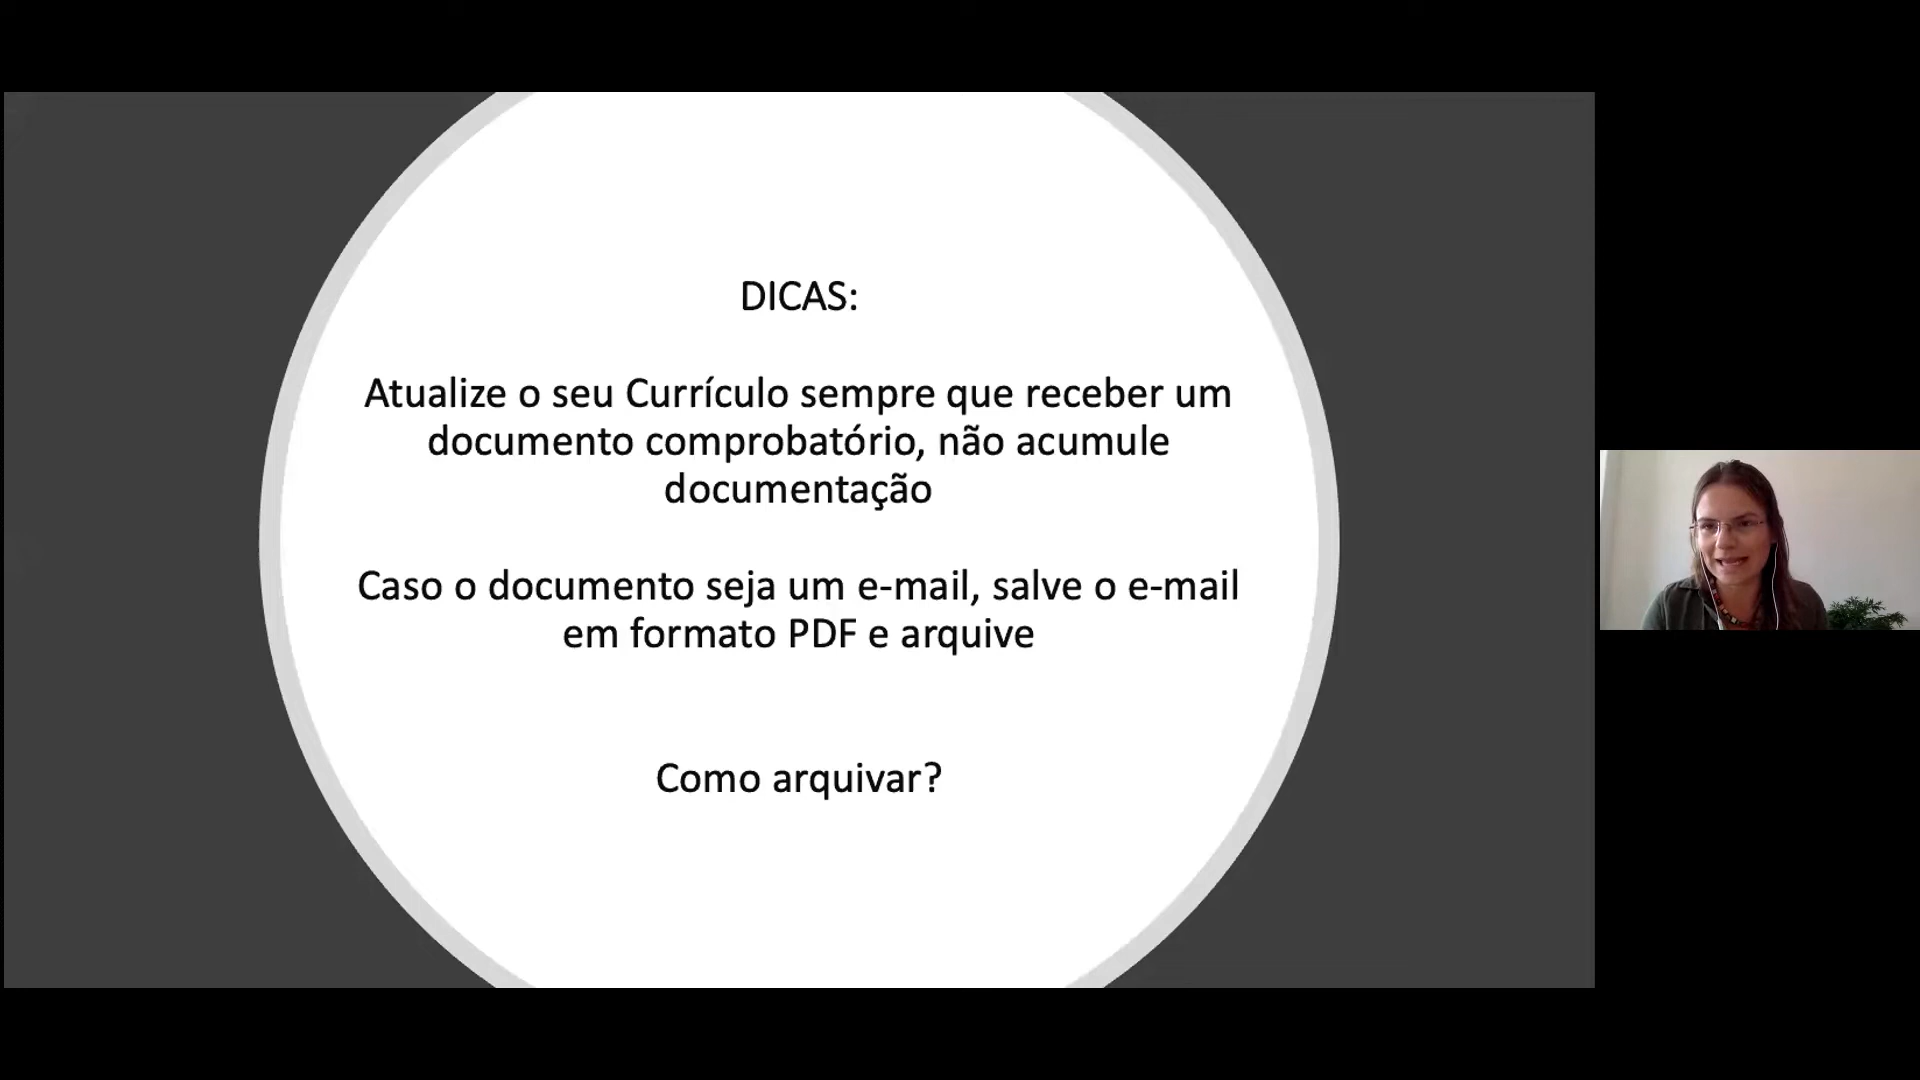 DICAS:
Atualize o seu Currículo sempre que receber um
documento comprobatório, não acumule
documentação
Caso o documento seja um e-mail, salve o e-mail
em formato PDF e arquive
Como arquivar?